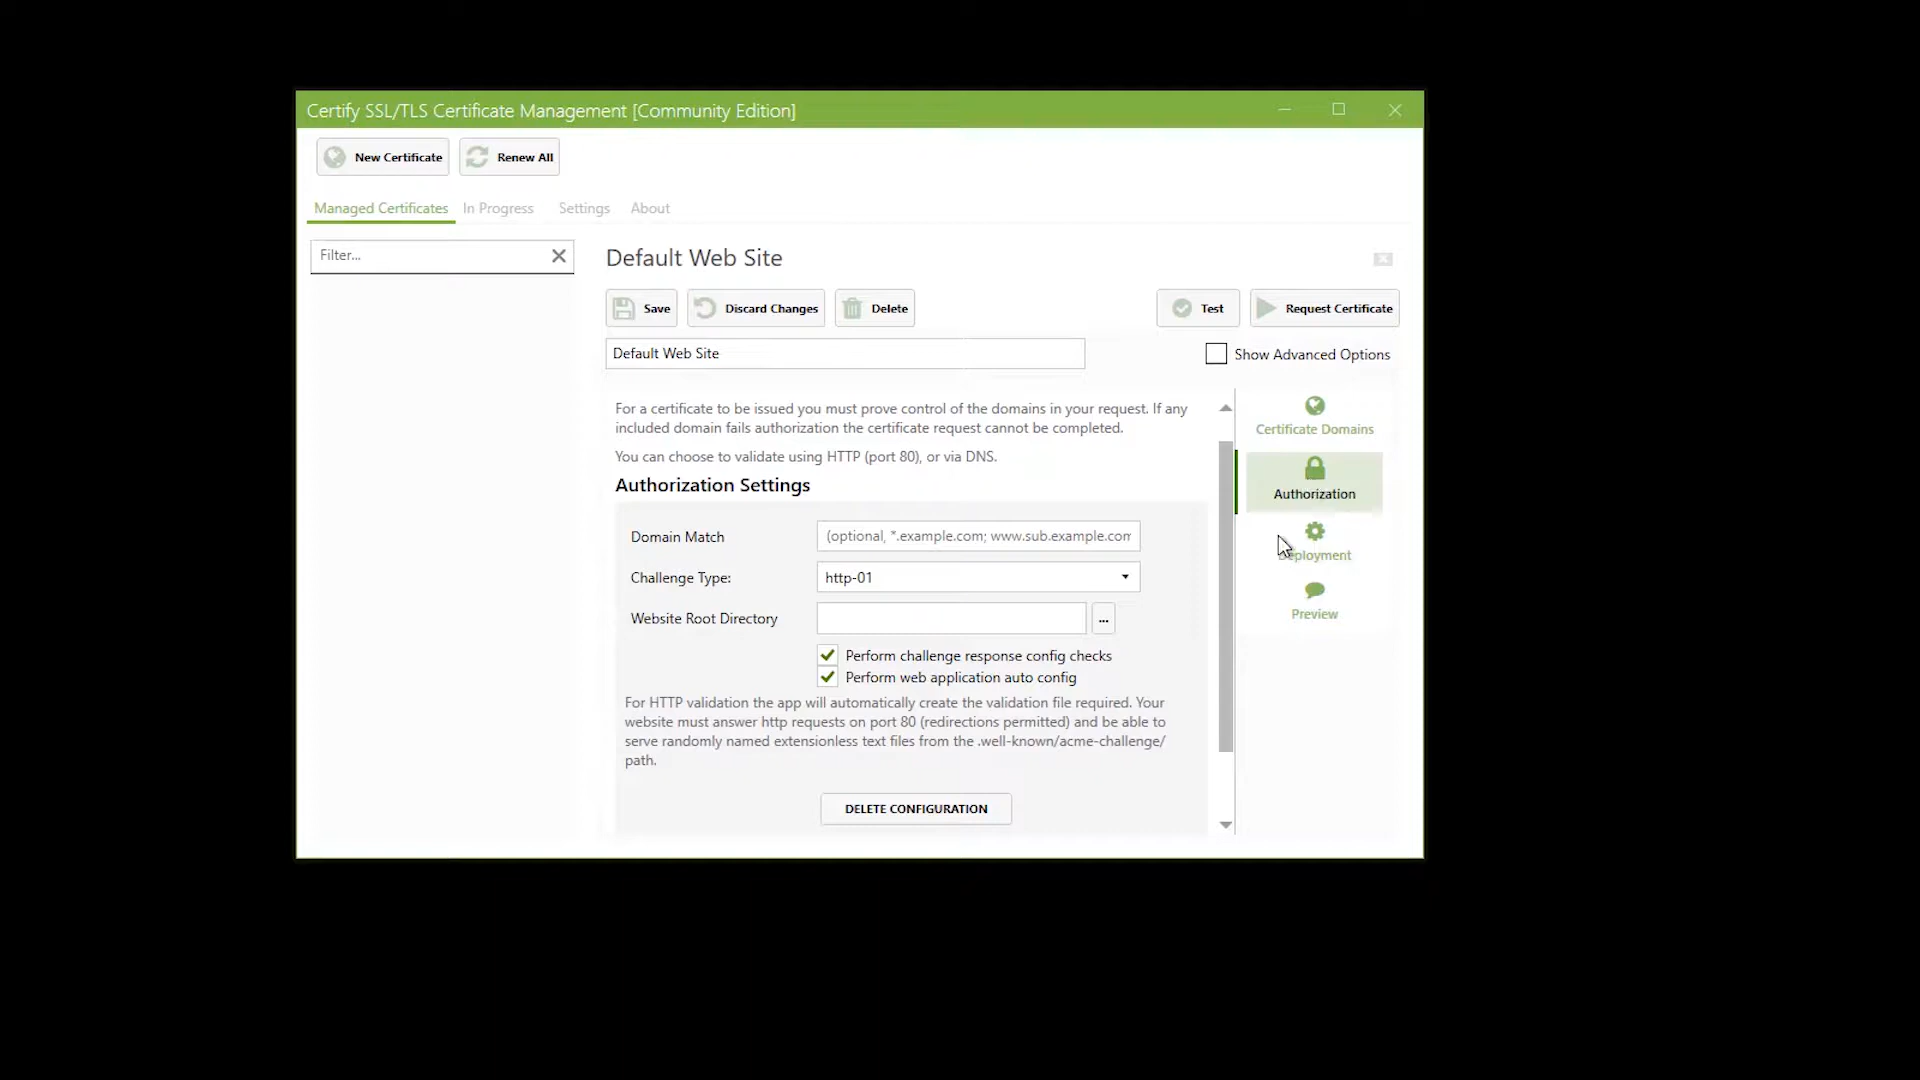 Certify SSL/TLS Certificate Management [Community Edition]
New Certificate
Renew All
Managed Certificates
In Progress
Settings
About
Filter...
Default Web Site
Save
Discard Changes
Delete
Test
Request Certificate
Default Web Site
Show Advanced Options
For a certificate to be issued you must prove control of the domains in your request. If any
included domain fails authorization the certificate request cannot be completed.
You can choose to validate using HTTP (port 80), or via DNS.
Authorization Settings
Domain Match
(optional, *.example.com; www.sub.example.com
Challenge Type:
http-01
Website Root Directory
...
Perform challenge response config checks
Perform web application auto config
For HTTP validation the app will automatically create the validation file required. Your
website must answer http requests on port 80 (redirections permitted) and be able to
serve randomly named extensionless text files from the .well-known/acme-challenge/
path.
DELETE CONFIGURATION
Certificate Domains
Authorization
Deployment
Preview